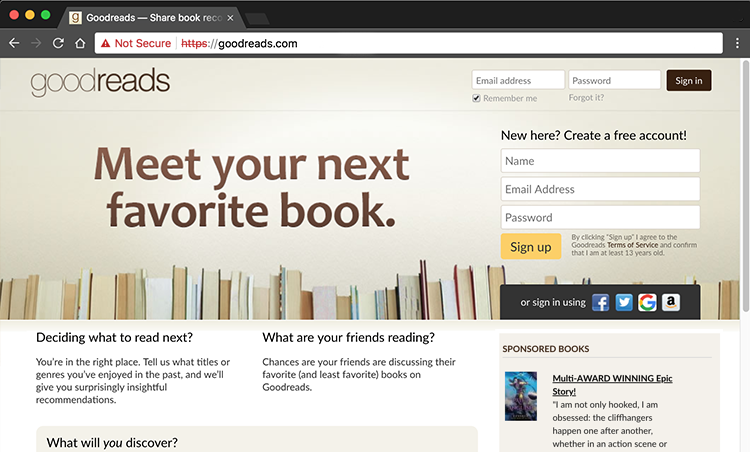 Goodreads — Share book reco
Not Secure
https://goodreads.com
goodreads
Email address
Password
Sign in
Remember me
Forgot it?
Meet your next
favorite book.
New here? Create a free account!
Name
Email Address
Password
Sign up
By clicking “Sign up” I agree to the
Goodreads Terms of Service and confirm
that I am at least 13 years old.
or sign in using
Deciding what to read next?
You’re in the right place. Tell us what titles or
genres you’ve enjoyed in the past, and we’ll
give you surprisingly insightful
recommendations.
What are your friends reading?
Chances are your friends are discussing their
favorite (and least favorite) books on
Goodreads.
SPONSORED BOOKS
Multi-AWARD WINNING Epic
Story!
“I am not only hooked, I am
obsessed: the cliffhangers
happen one after another,
whether in an action scene or
What will you discover?